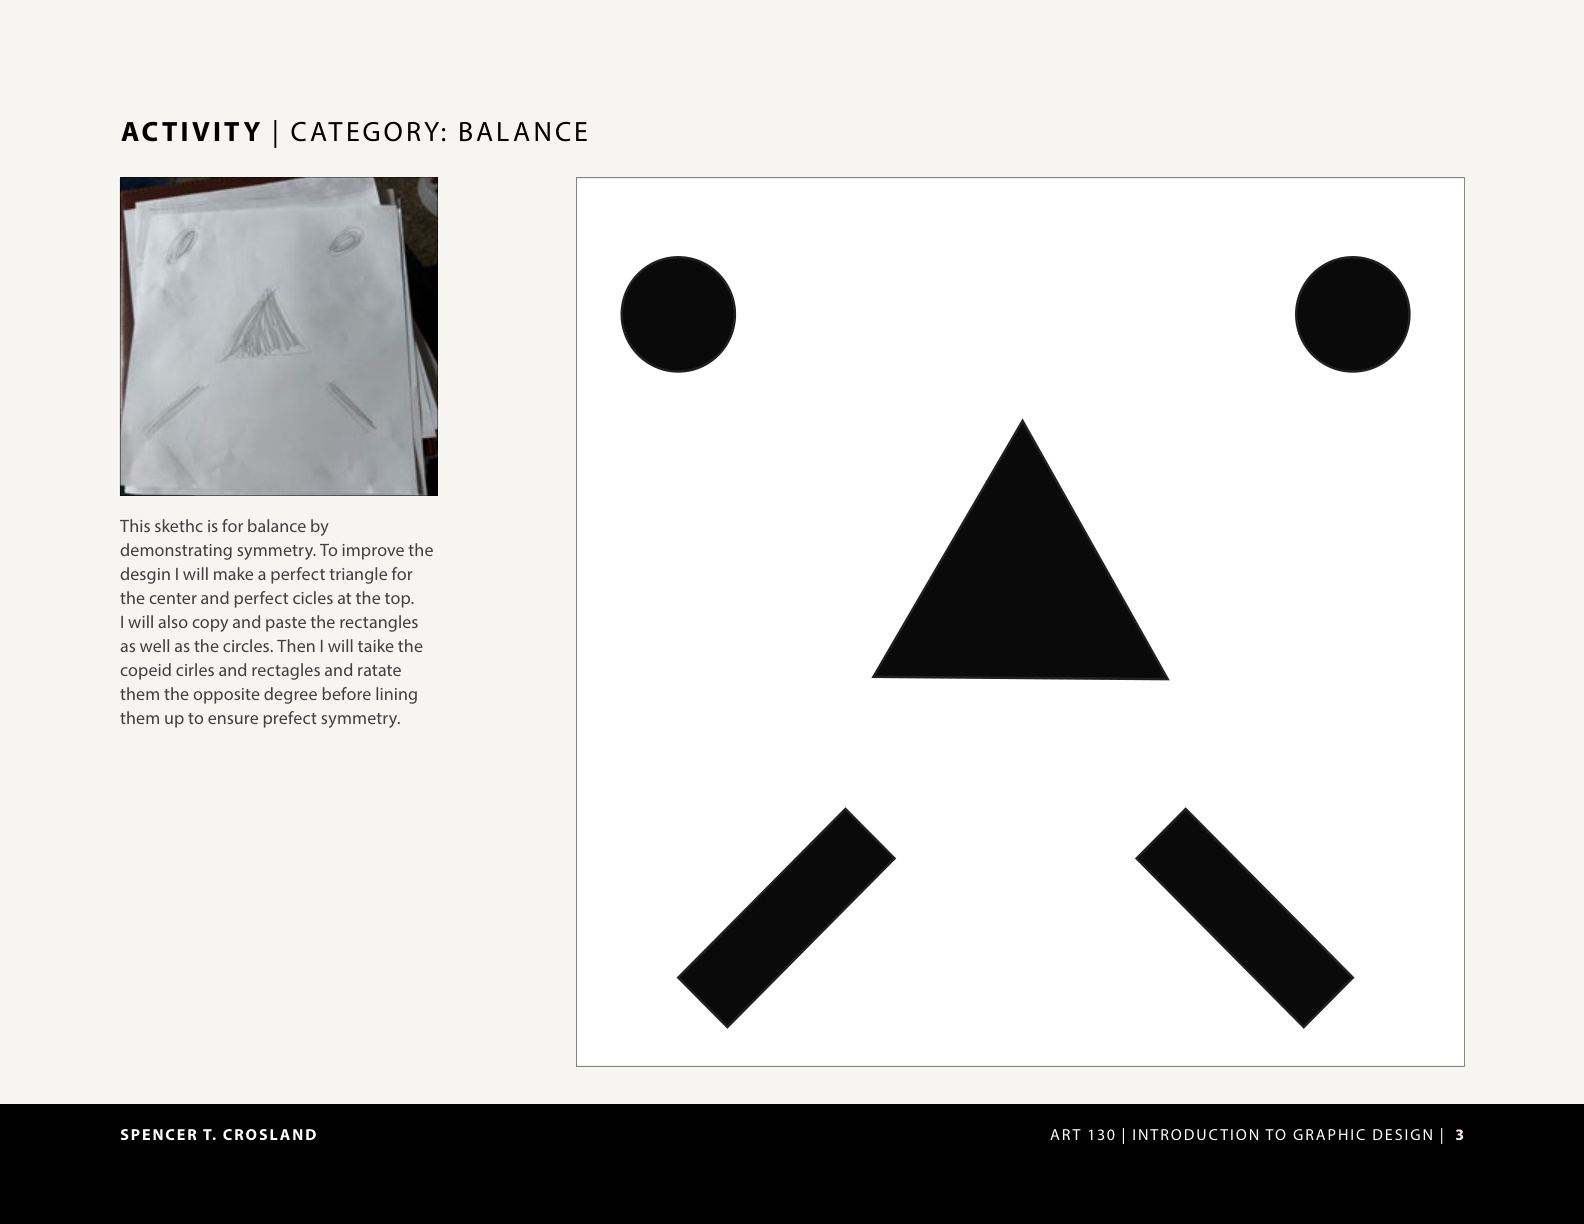 ACTIVITY | CATEGORY: BALANCE
This skethc is for balance by
demonstrating symmetry. To improve the
desgin I will make a perfect triangle for
the center and perfect cicles at the top.
I will also copy and paste the rectangles
as well as the circles. Then I will taike the
copeid cirles and rectagles and ratate
them the opposite degree before lining
them up to ensure prefect symmetry.
SPENCER T. CROSLAND
ART 130 | INTRODUCTION TO GRAPHIC DESIGN | 3